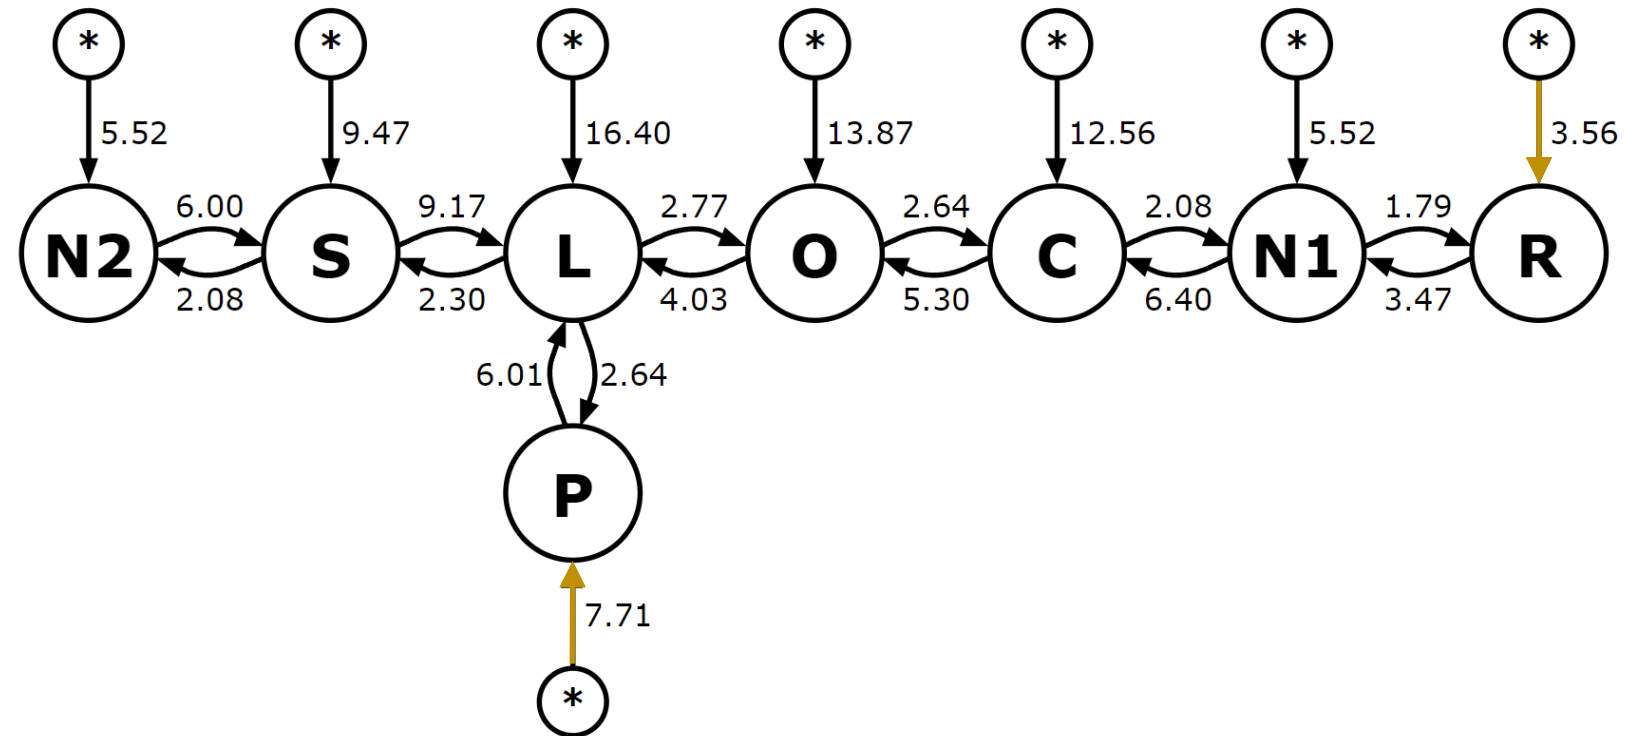 * * * * * * *
5.52 9.47 16.40 13.87 12.56 5.52 3.56
6.00 9.17 2.77 2.64 2.08 1.79
N2 S L O C N1 R
2.08 2.30 4.03 5.30 6.40 3.47
6.01 2.64
P
7.71
*